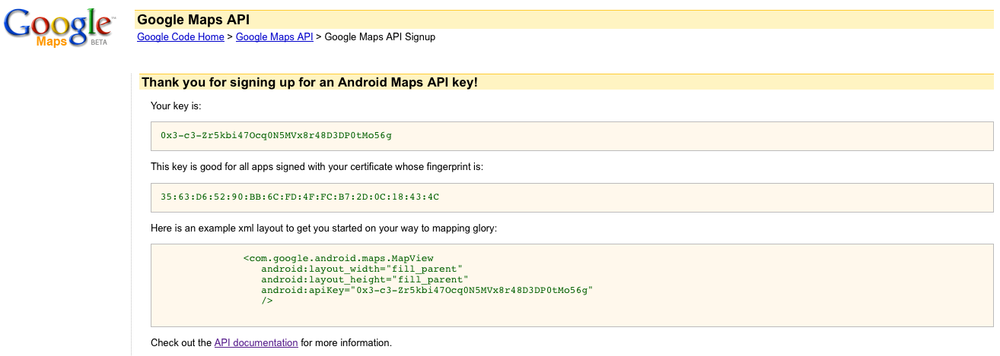 Google™
Maps BETA
Google Maps API
Google Code Home > Google Maps API > Google Maps API Signup
Thank you for signing up for an Android Maps API key!
Your key is:
0x3-c3-Zr5kbi47Ocq0N5MVx8r48D3DP0tMo56g
This key is good for all apps signed with your certificate whose fingerprint is:
35:63:D6:52:90:BB:6C:FD:4F:FC:B7:2D:0C:18:43:4C
Here is an example xml layout to get you started on your way to mapping glory:
<com.google.android.maps.MapView
android:layout_width="fill_parent"
android:layout_height="fill_parent"
android:apiKey="0x3-c3-Zr5kbi47Ocq0N5MVx8r48D3DP0tMo56g"
/>
Check out the API documentation for more information.